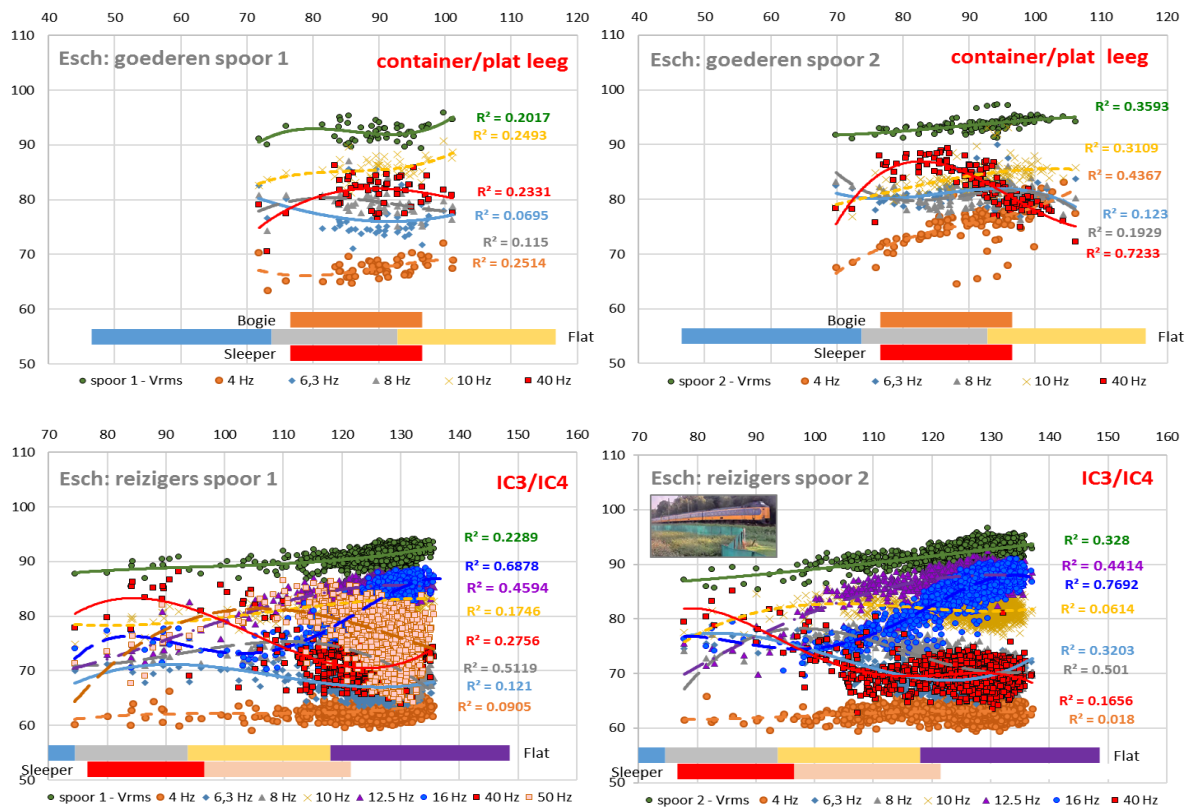 40 50 60 70 80 90 100 110 120
Esch: goederen spoor 1
container/plat leeg
110
100
90
80
70
60
50
R² = 0.2017
R² = 0.2493
R² = 0.2331
R² = 0.0695
R² = 0.115
R² = 0.2514
Bogie
Flat
Sleeper
spoor 1 - Vrms 4 Hz 6,3 Hz 8 Hz 10 Hz 40 Hz
40 50 60 70 80 90 100 110 120
Esch: goederen spoor 2
container/plat leeg
110
100
90
80
70
60
50
R² = 0.3593
R² = 0.3109
R² = 0.4367
R² = 0.123
R² = 0.1929
R² = 0.7233
Bogie
Flat
Sleeper
spoor 2 - Vrms 4 Hz 6,3 Hz 8 Hz 10 Hz 40 Hz
70 80 90 100 110 120 130 140 150 160
Esch: reizigers spoor 1
IC3/IC4
110
100
90
80
70
60
50
R² = 0.2289
R² = 0.6878
R² = 0.4594
R² = 0.1746
R² = 0.2756
R² = 0.5119
R² = 0.121
R² = 0.0905
Flat
Sleeper
spoor 1 - Vrms 4 Hz 6,3 Hz 8 Hz 10 Hz 12.5 Hz 16 Hz 40 Hz 50 Hz
70 80 90 100 110 120 130 140 150 160
Esch: reizigers spoor 2
IC3/IC4
110
100
90
80
70
60
50
R² = 0.328
R² = 0.4414
R² = 0.7692
R² = 0.0614
R² = 0.3203
R² = 0.501
R² = 0.1656
R² = 0.018
Flat
Sleeper
spoor 2 - Vrms 4 Hz 6,3 Hz 8 Hz 10 Hz 12.5 Hz 16 Hz 40 Hz